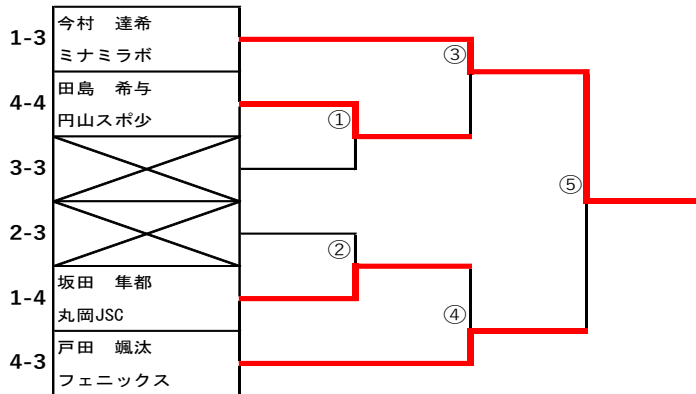 1-3
今村　達希
ミナミラボ
③
4-4
田島　希与
円山スポ少
①
3-3
⑤
2-3
②
1-4
坂田　隼都
丸岡JSC
④
4-3
戸田　颯汰
フェニックス